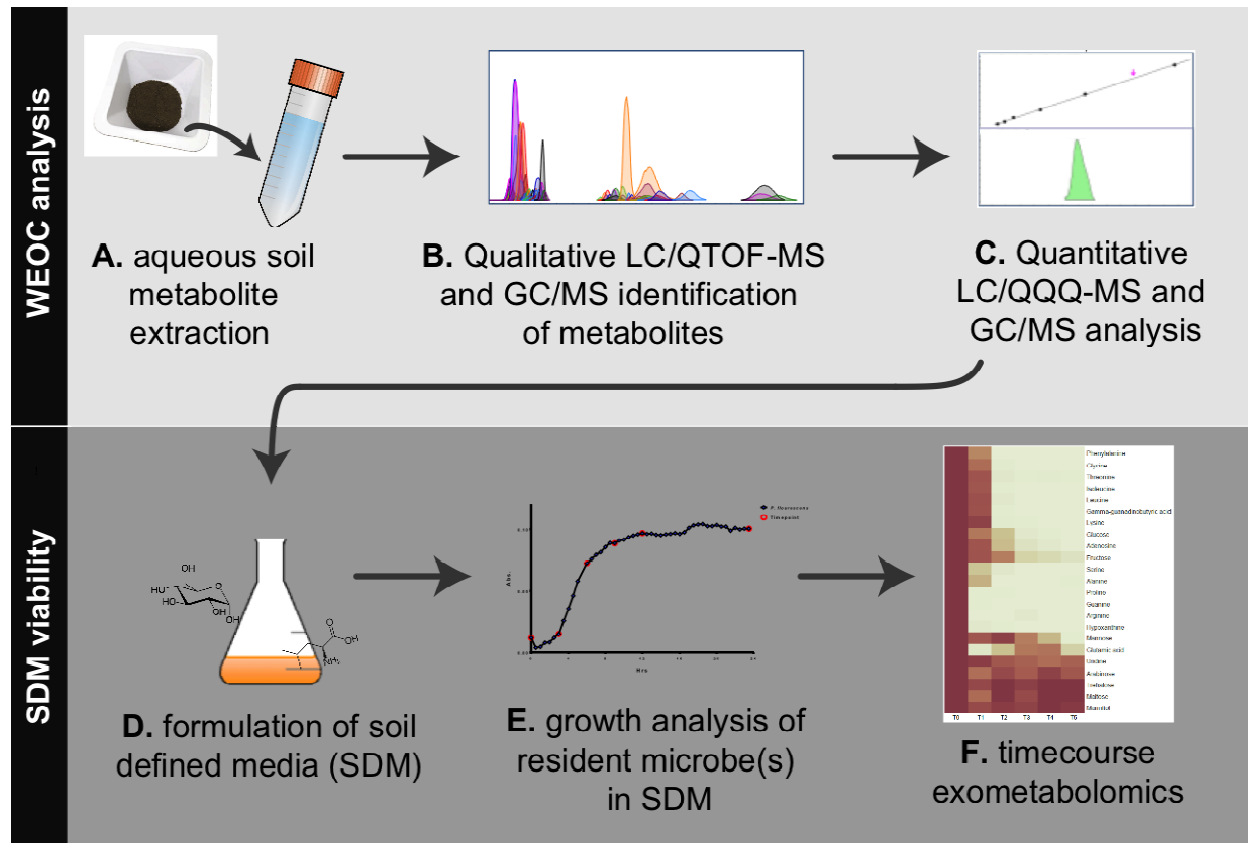 WEOC analysis
A. aqueous soil
metabolite
extraction
B. Qualitative LC/QTOF-MS
and GC/MS identification
of metabolites
C. Quantitative
LC/QQQ-MS and
GC/MS analysis
SDM viability
OH
HO
O
HO
OH
OH
O
OH
NH₂
D. formulation of soil
defined media (SDM)
Timepoint
Abs.
Hrs
E. growth analysis of
resident microbe(s)
in SDM
Phenylalanine
Glycine
Threonine
Isoleucine
Leucine
Gamma-guanidinobutyric acid
Lysine
Glucose
Adenosine
Fructose
Serine
Alanine
Proline
Guanine
Arginine
Hypoxanthine
Mannose
Glutamic acid
Uridine
Arabinose
Trehalose
Maltose
Mannitol
T0 T1 T2 T3 T4 T5
F. timecourse
exometabolomics